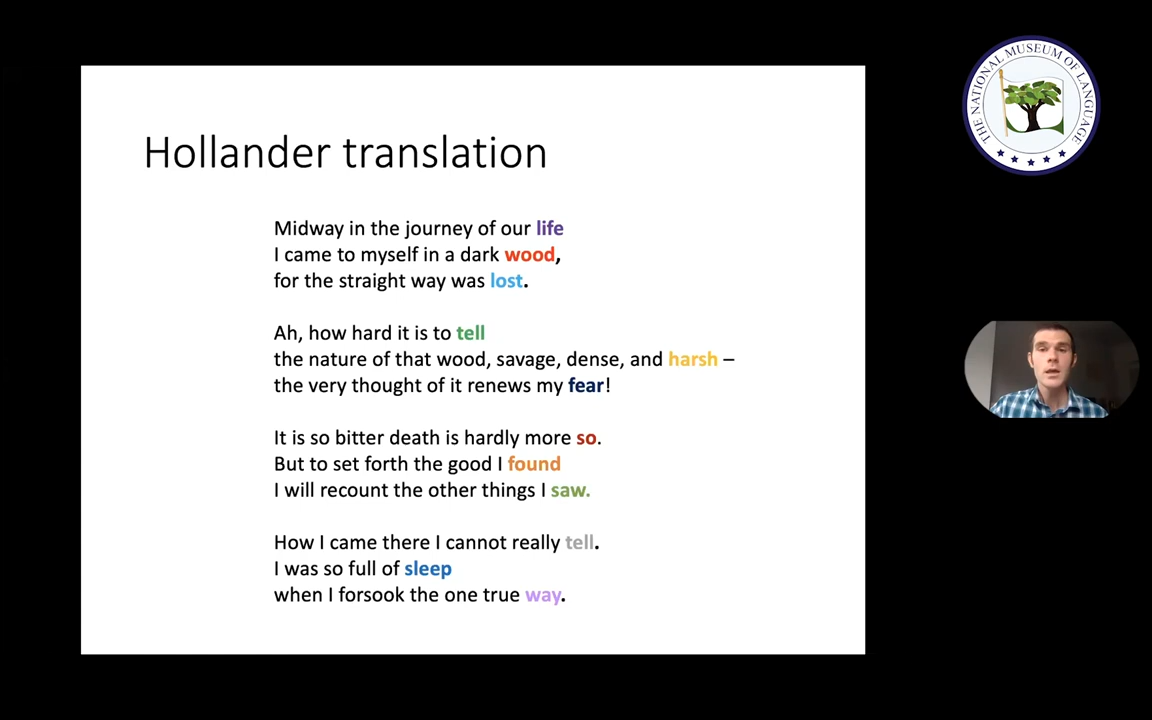 Hollander translation
Midway in the journey of our life
I came to myself in a dark wood,
for the straight way was lost.
Ah, how hard it is to tell
the nature of that wood, savage, dense, and harsh –
the very thought of it renews my fear!
It is so bitter death is hardly more so.
But to set forth the good I found
I will recount the other things I saw.
How I came there I cannot really tell.
I was so full of sleep
when I forsook the one true way.
THE NATIONAL MUSEUM OF LANGUAGE